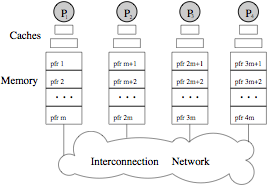 P P P P
Caches
pfr 1 pfr m+1 pfr 2m+1 pfr 3m+1
Memory pfr 2 pfr m+2 pfr 2m+2 pfr 3m+2
• • • • • • • • • • • •
pfr m pfr 2m pfr 3m pfr 4m
Interconnection Network